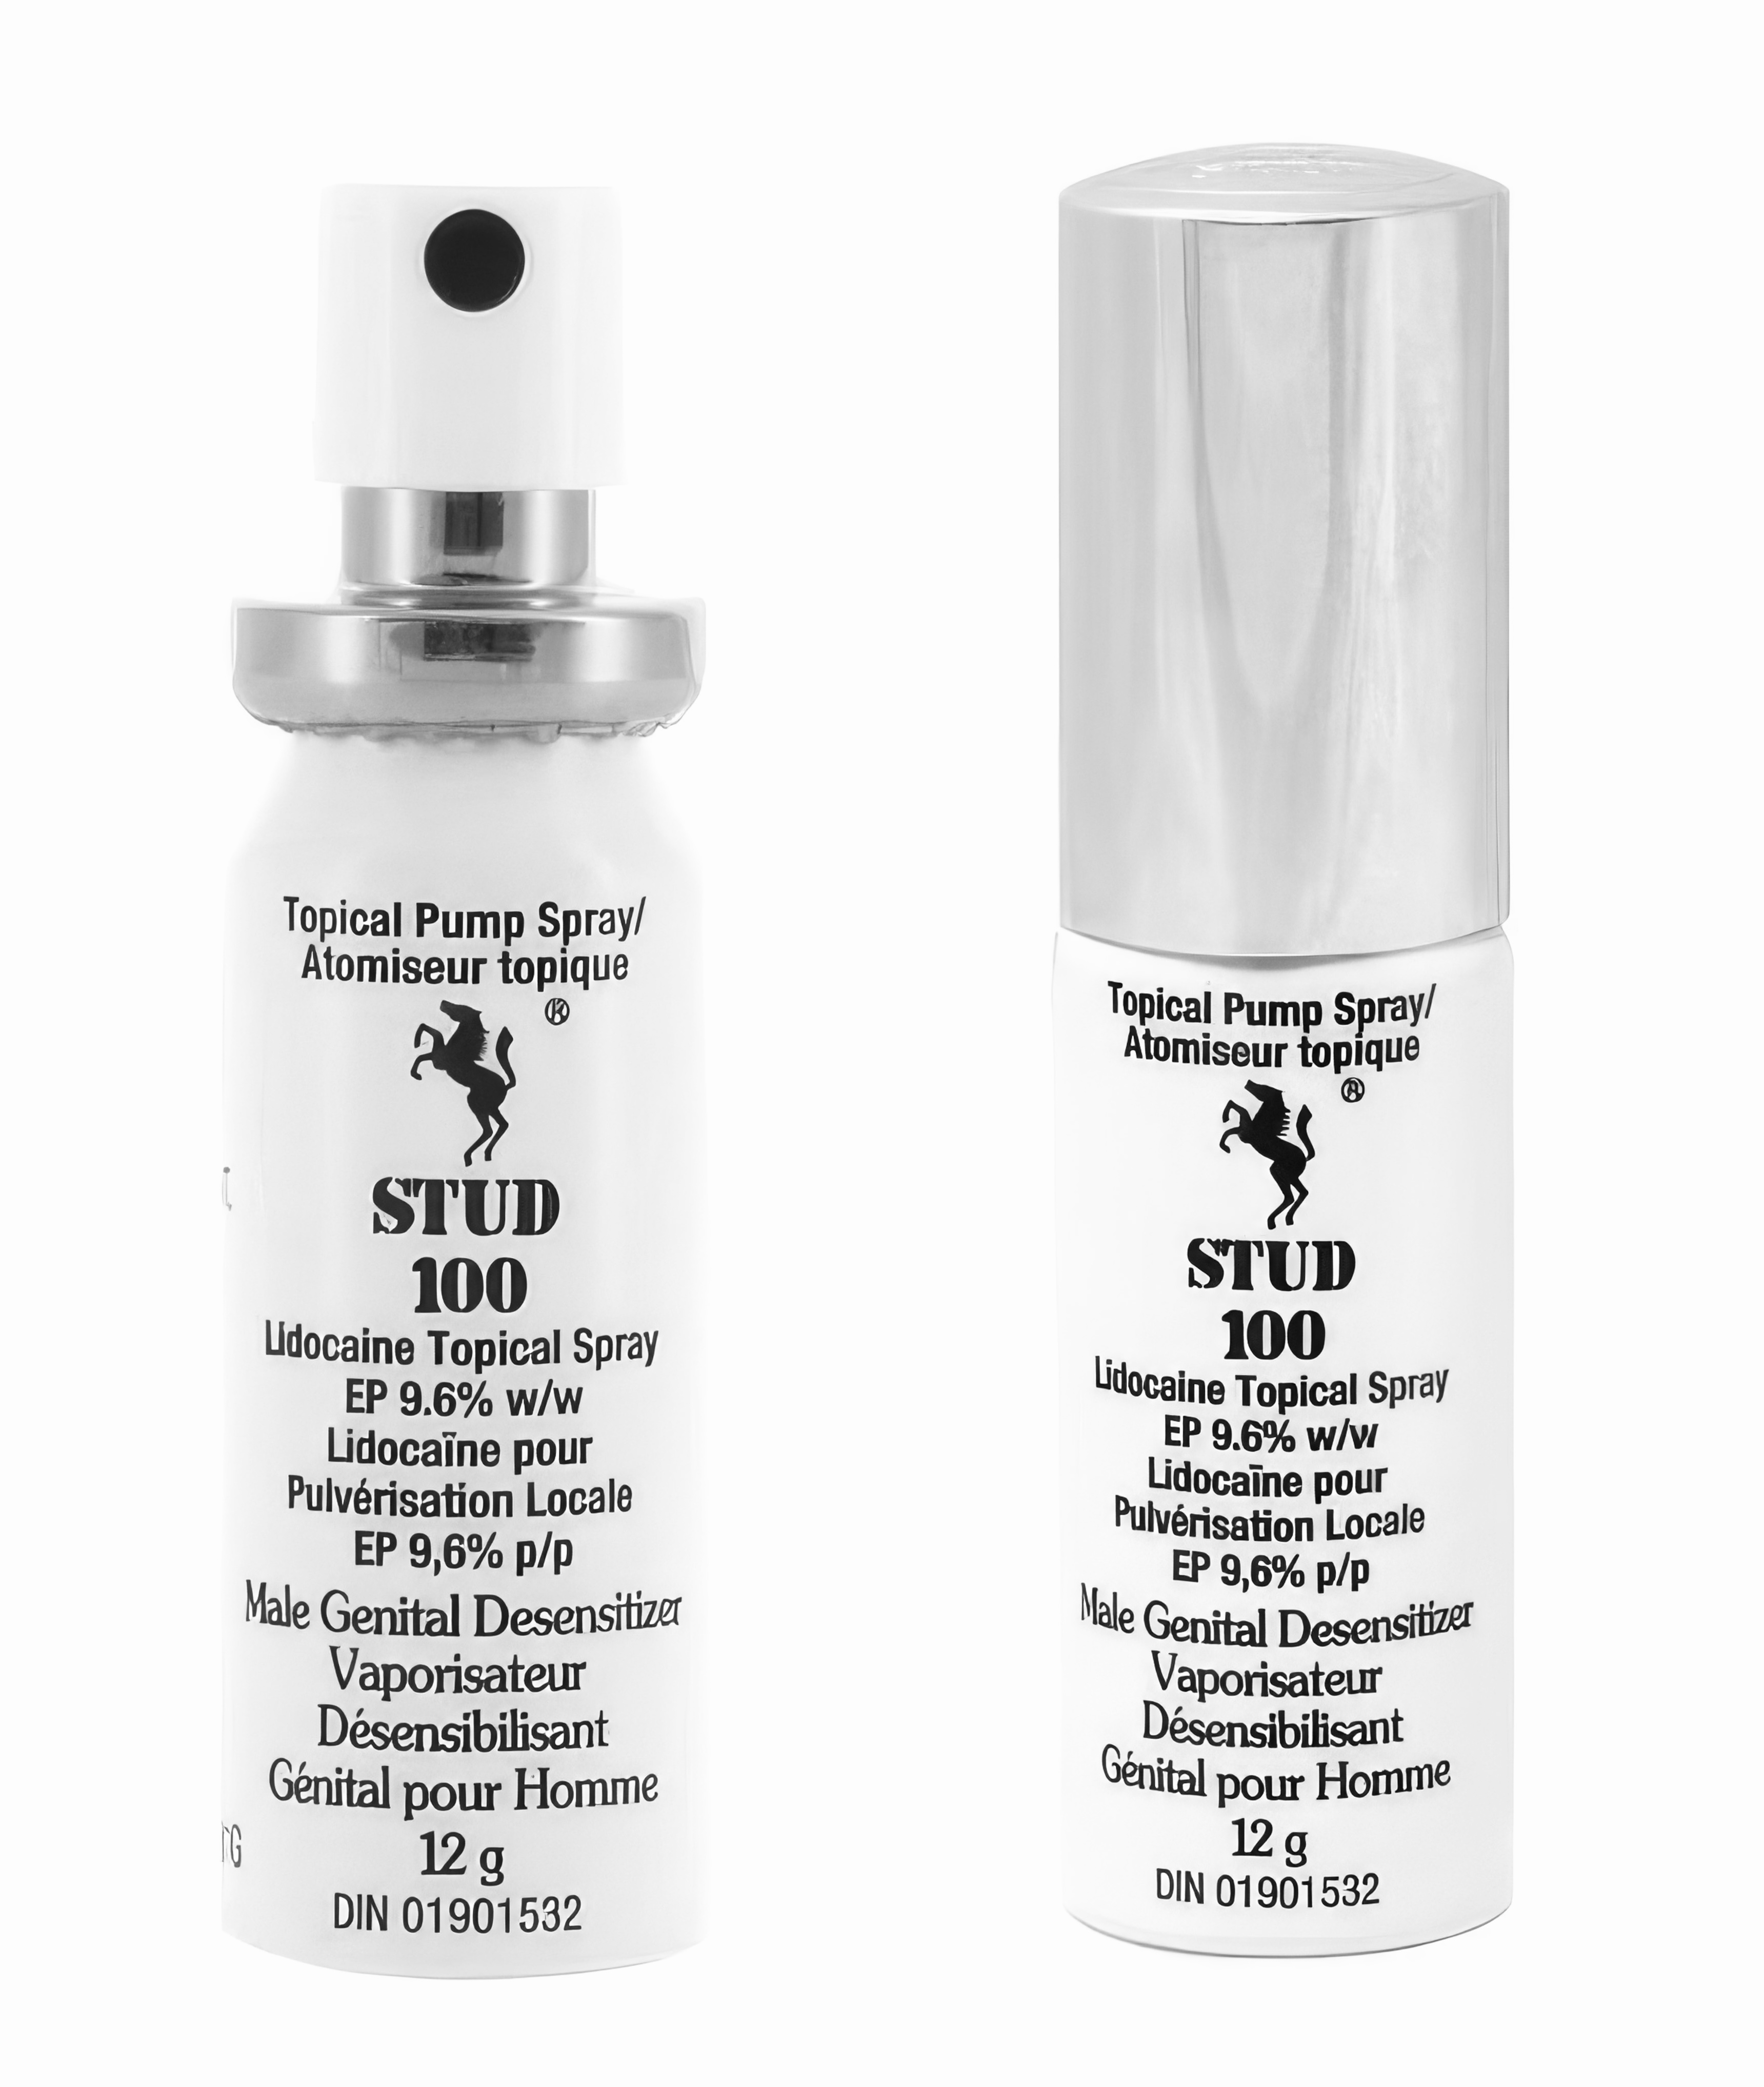 Topical Pump Spray/
Atomiseur topique
®
STUD
100
Lidocaine Topical Spray
EP 9.6% w/w
Lidocaïne pour
Pulvérisation Locale
EP 9,6% p/p
Male Genital Desensitizer
Vaporisateur
Désensibilisant
Génital pour Homme
12 g
DIN 01901532
Topical Pump Spray/
Atomiseur topique
®
STUD
100
Lidocaine Topical Spray
EP 9.6% w/w
Lidocaïne pour
Pulvérisation Locale
EP 9,6% p/p
Male Genital Desensitizer
Vaporisateur
Désensibilisant
Génital pour Homme
12 g
DIN 01901532